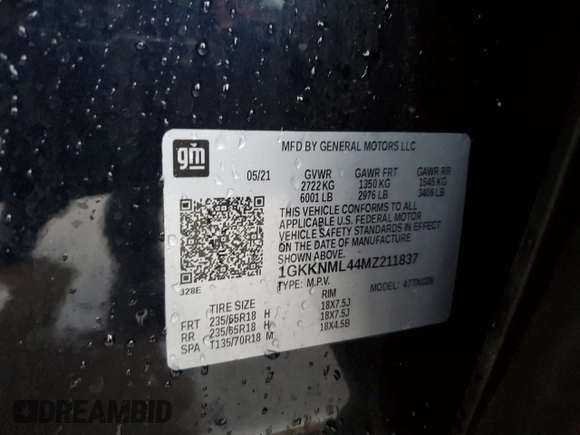 gm
MFD BY GENERAL MOTORS LLC
05/21 GVWR GAWR FRT GAWR RR
2722 KG 1350 KG 1545 KG
6001 LB 2976 LB 3406 LB
THIS VEHICLE CONFORMS TO ALL
APPLICABLE U.S. FEDERAL MOTOR
VEHICLE SAFETY STANDARDS IN EFFECT
ON THE DATE OF MANUFACTURE
SHOWN ABOVE.
1GKKNML44MZ211837
TYPE: M.P.V. MODEL: 4TTN026
328E
TIRE SIZE RIM
FRT 235/65R18 H 18X7.5J
RR 235/65R18 H 18X7.5J
SPA T135/70R18 M 18X4.5B
DREAMBID